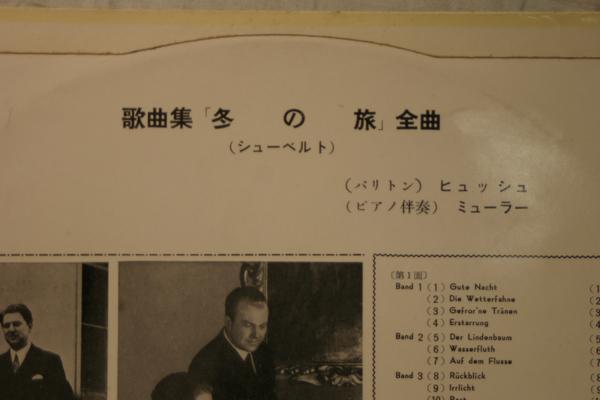 歌曲集「冬の旅」全曲
(シューベルト)
(バリトン) ヒュッシュ
(ピアノ伴奏) ミューラー
(第1面)
Band 1 (1) Gute Nacht
(2) Die Wetterfahne
(3) Gefror'ne Tränen
(4) Erstarrung
Band 2 (5) Der Lindenbaum
(6) Wasserfluth
(7) Auf dem Flusse
Band 3 (8) Rückblick
(9) Irrlicht